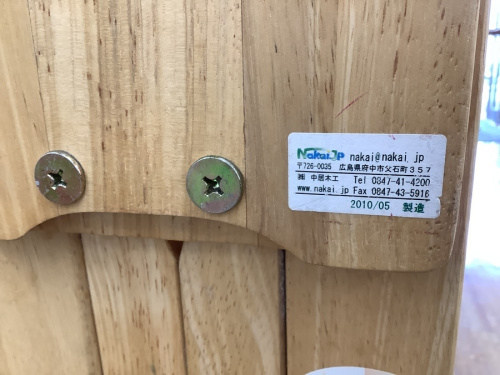 Nakai.JP nakai@nakai.jp
〒726-0035 広島県府中市父石町357
㈱ 中居木工 Tel 0847-41-4200
www.nakai.jp Fax 0847-43-5916
2010/05 製造